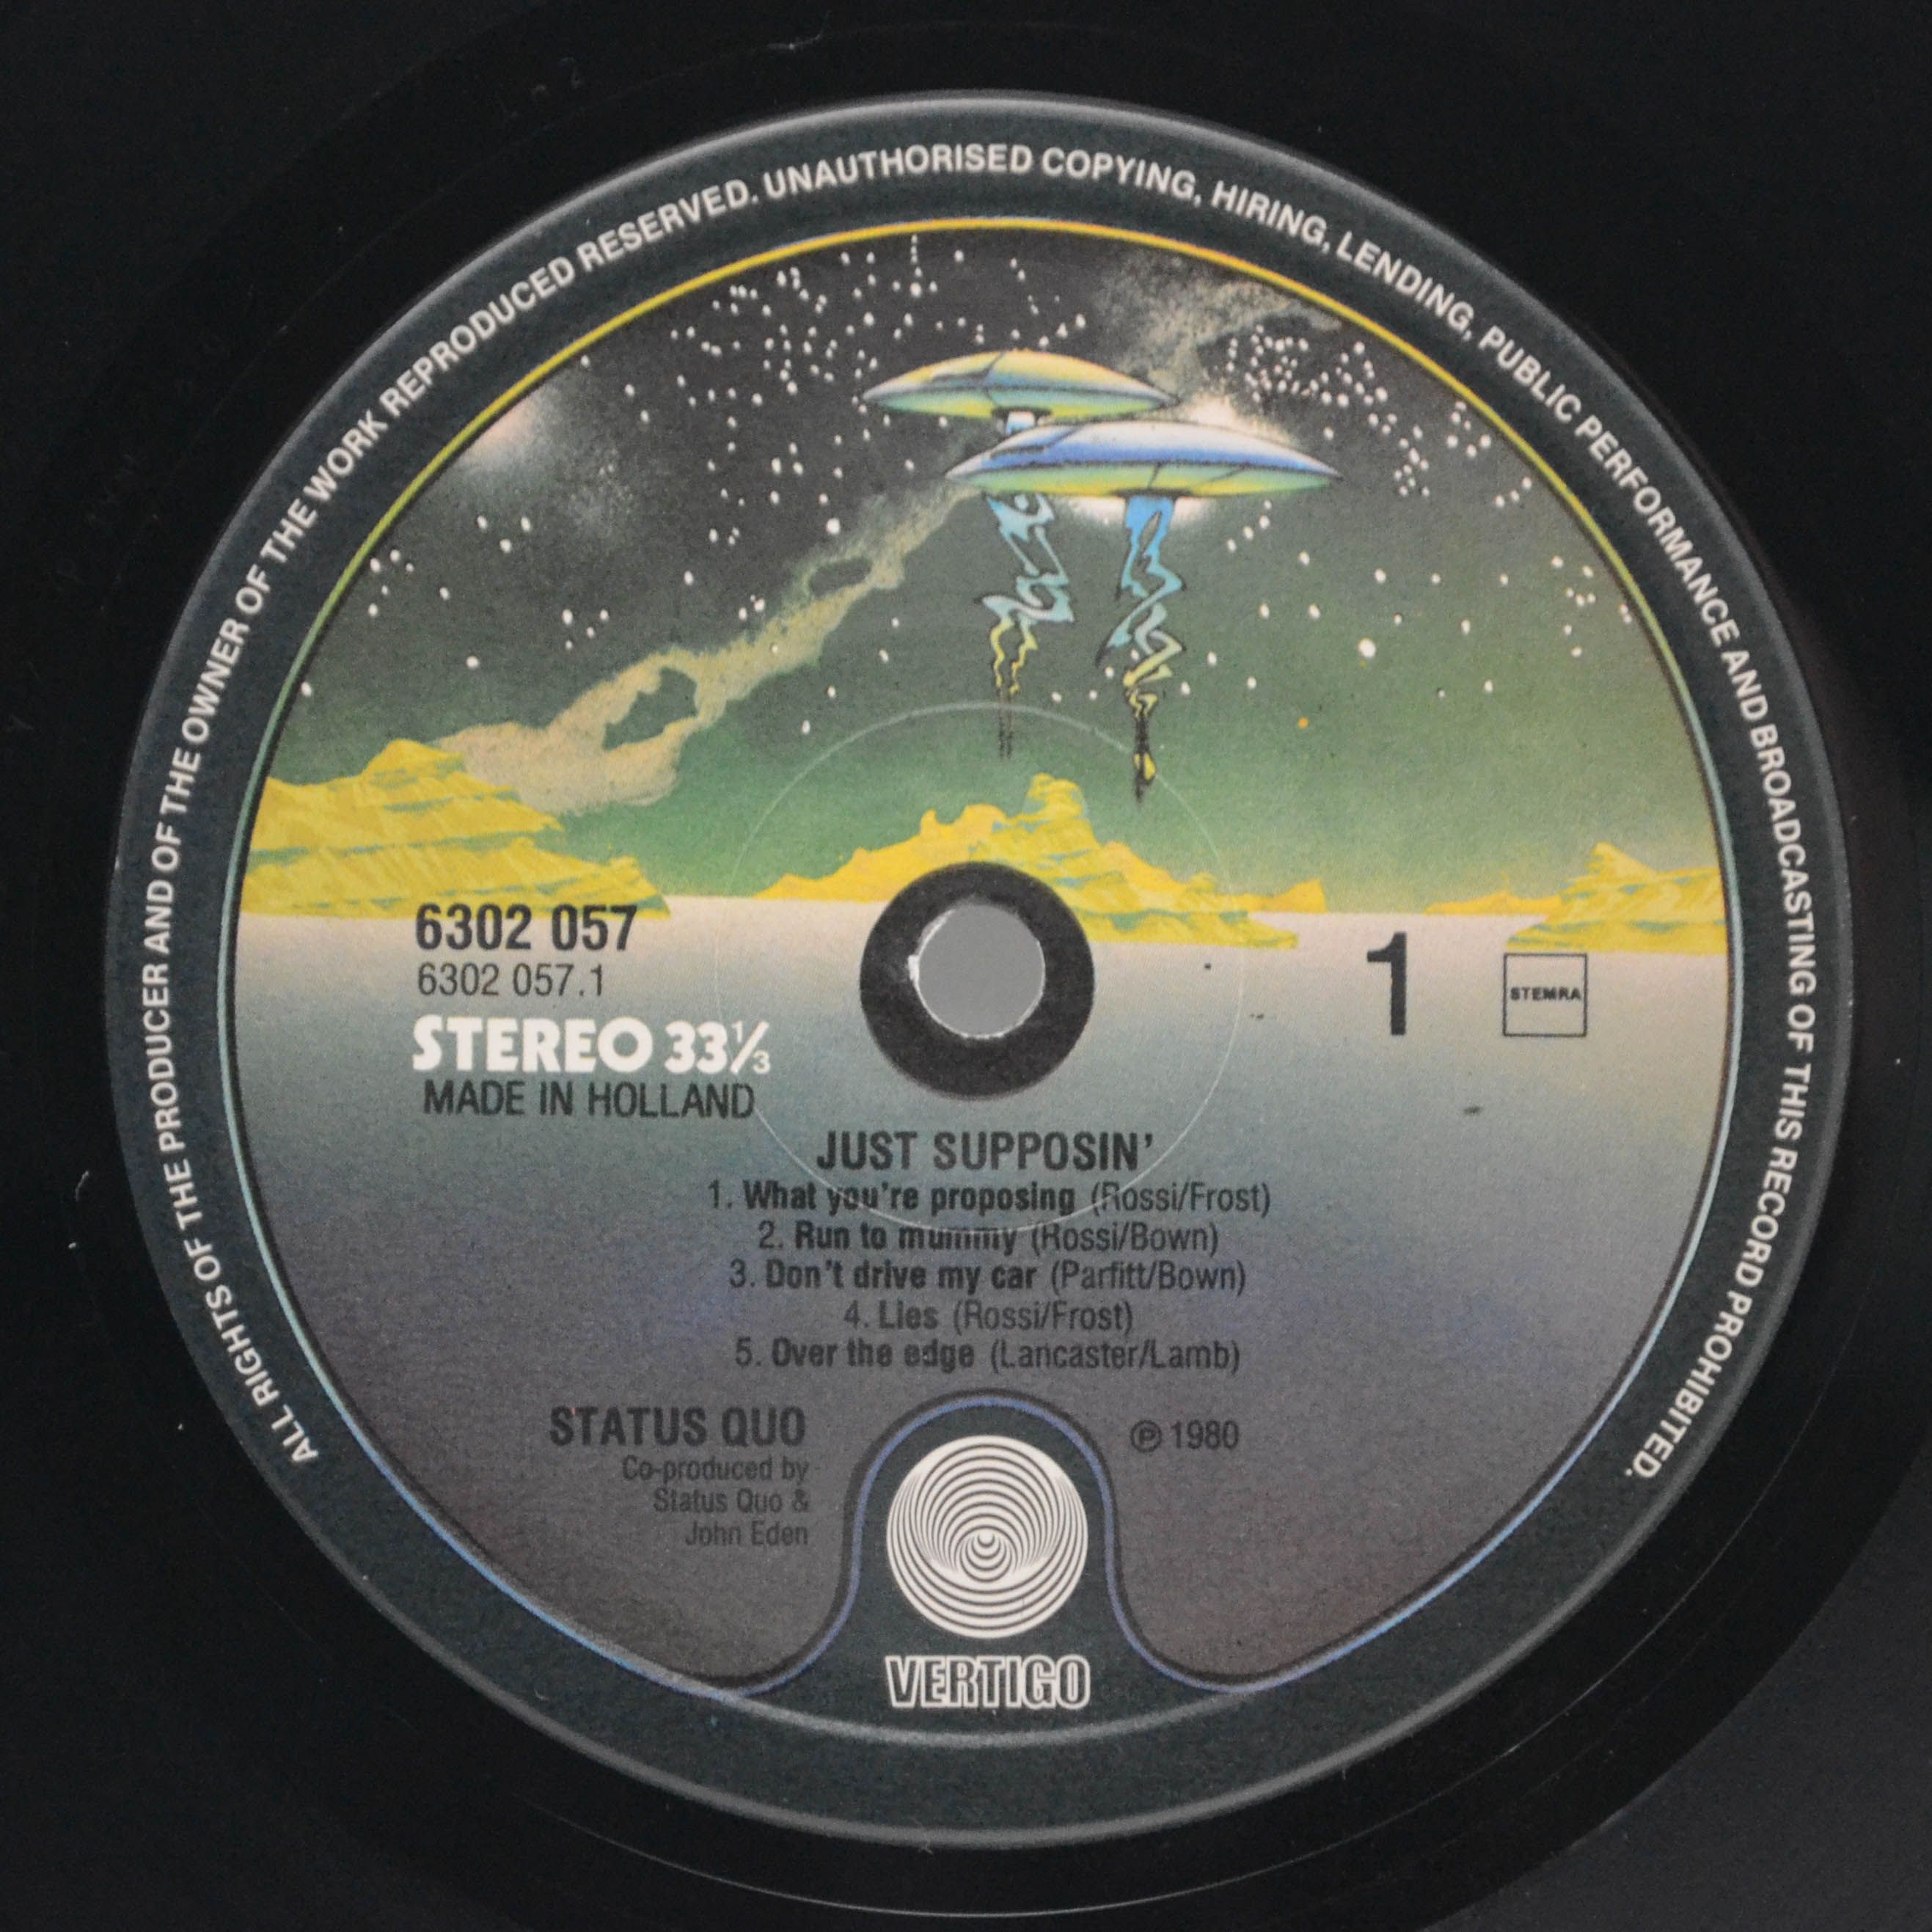 ALL RIGHTS OF THE PRODUCER AND OF THE OWNER OF THE WORK REPRODUCED RESERVED. UNAUTHORISED COPYING, HIRING, LENDING, PUBLIC PERFORMANCE AND BROADCASTING OF THIS RECORD PROHIBITED.
6302 057
6302 057.1
STEREO 33⅓
MADE IN HOLLAND
1
STEMRA
JUST SUPPOSIN'
1. What you're proposing (Rossi/Frost)
2. Run to mummy (Rossi/Bown)
3. Don't drive my car (Parfitt/Bown)
4. Lies (Rossi/Frost)
5. Over the edge (Lancaster/Lamb)
STATUS QUO
Co-produced by
Status Quo &
John Eden
℗ 1980
VERTIGO